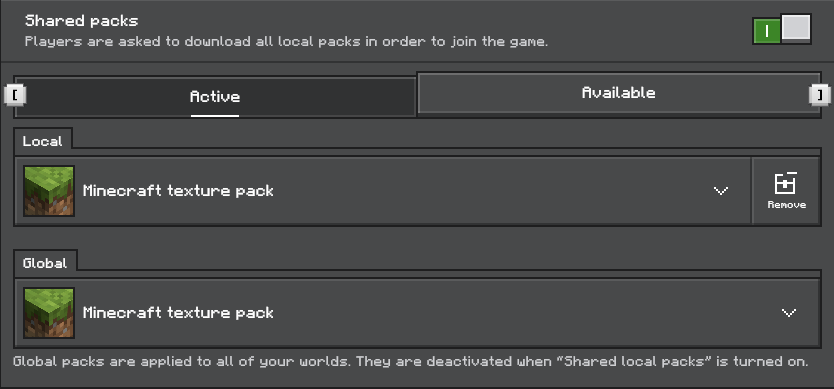 Shared packs
Players are asked to download all local packs in order to join the game.
[ Active Available ]
Local
Minecraft texture pack
Remove
Global
Minecraft texture pack
Global packs are applied to all of your worlds. They are deactivated when "Shared local packs" is turned on.